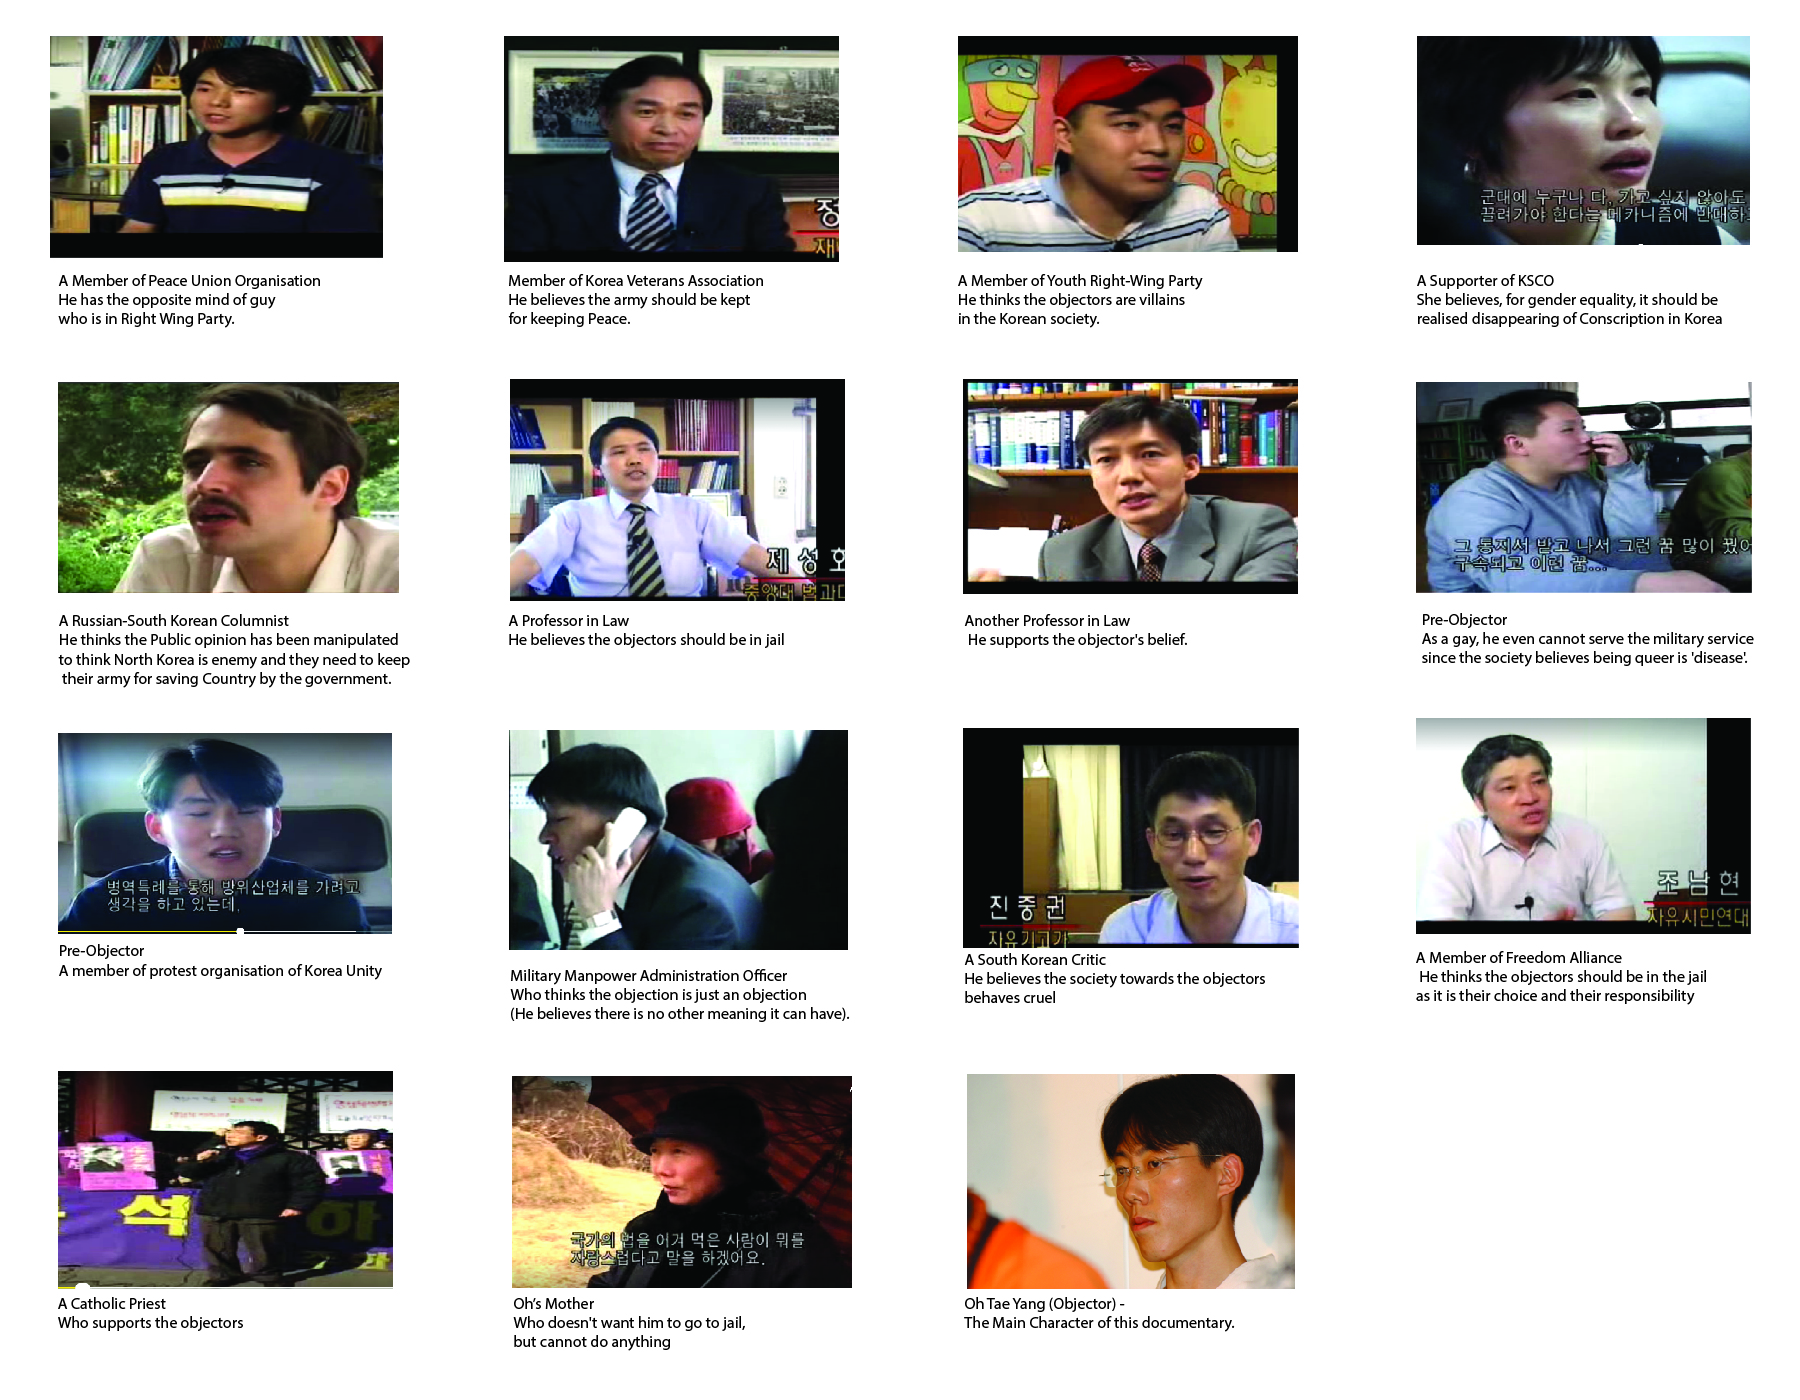 정
재
군대에 누구나 다, 가고 싶지 않아도
끌려가야 한다는 메카니즘에 반대하고
A Member of Peace Union Organisation
He has the opposite mind of guy
who is in Right Wing Party.
Member of Korea Veterans Association
He believes the army should be kept
for keeping Peace.
A Member of Youth Right-Wing Party
He thinks the objectors are villains
in the Korean society.
A Supporter of KSCO
She believes, for gender equality, it should be
realised disappearing of Conscription in Korea
제 성 호
중앙대 법과대
그 통지서 받고 나서 그런 꿈 많이 꿨어
구속되고 이런 꿈...
A Russian-South Korean Columnist
He thinks the Public opinion has been manipulated
to think North Korea is enemy and they need to keep
their army for saving Country by the government.
A Professor in Law
He believes the objectors should be in jail
Another Professor in Law
He supports the objector's belief.
Pre-Objector
As a gay, he even cannot serve the military service
since the society believes being queer is 'disease'.
병역특례를 통해 방위산업체를 가려고
생각을 하고 있는데,
진 중 권
자유기고가
조 남 현
자유시민연대
Pre-Objector
A member of protest organisation of Korea Unity
Military Manpower Administration Officer
Who thinks the objection is just an objection
(He believes there is no other meaning it can have).
A South Korean Critic
He believes the society towards the objectors
behaves cruel
A Member of Freedom Alliance
He thinks the objectors should be in the jail
as it is their choice and their responsibility
석
하
국가의 법을 어겨 먹은 사람이 뭐를
자랑스럽다고 말을 하겠어요.
A Catholic Priest
Who supports the objectors
Oh's Mother
Who doesn't want him to go to jail,
but cannot do anything
Oh Tae Yang (Objector) -
The Main Character of this documentary.